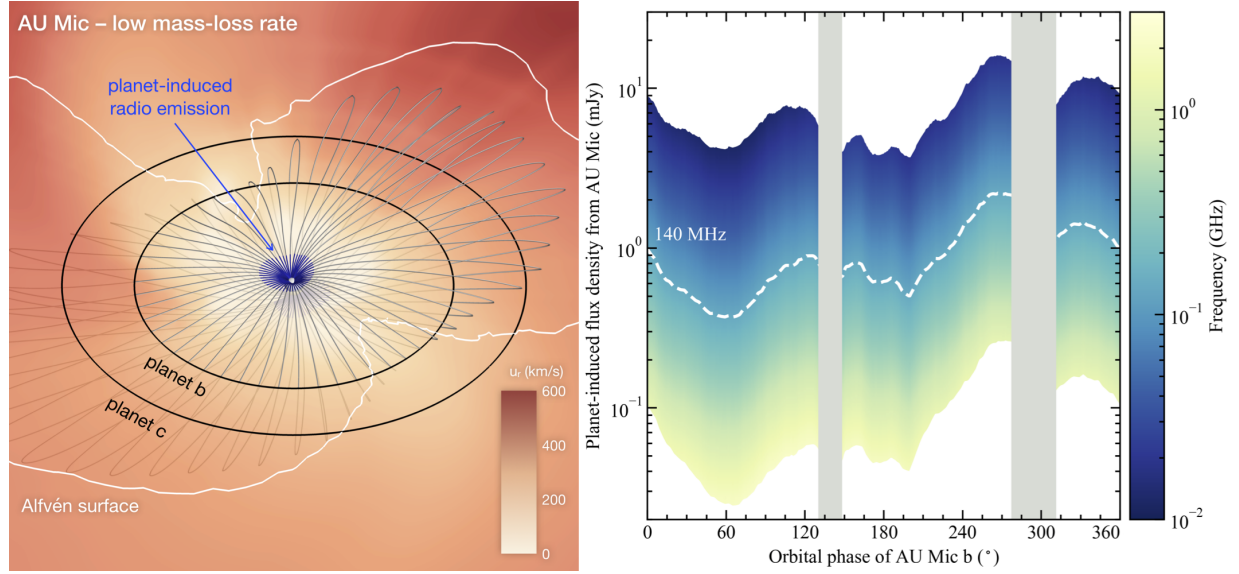 AU Mic – low mass-loss rate
planet-induced
radio emission
planet b
planet c
Alfvén surface
uᵣ (km/s)
600
400
200
0
Planet-induced flux density from AU Mic (mJy)
10¹
10⁰
10⁻¹
140 MHz
0
60
120
180
240
300
360
Orbital phase of AU Mic b (°)
Frequency (GHz)
10⁰
10⁻¹
10⁻²